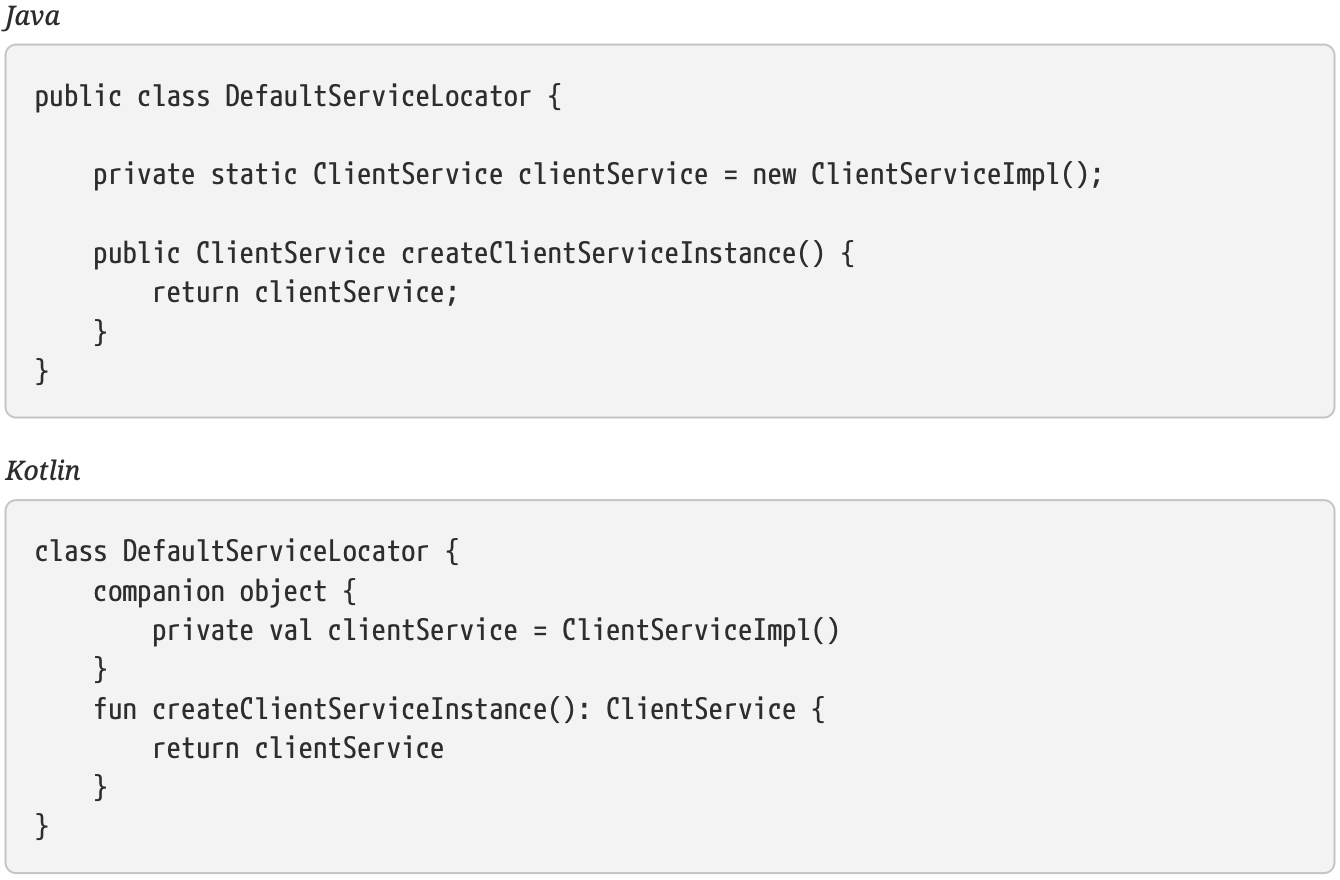 Java
public class DefaultServiceLocator {
    private static ClientService clientService = new ClientServiceImpl();
    public ClientService createClientServiceInstance() {
        return clientService;
    }
}
Kotlin
class DefaultServiceLocator {
    companion object {
        private val clientService = ClientServiceImpl()
    }
    fun createClientServiceInstance(): ClientService {
        return clientService
    }
}